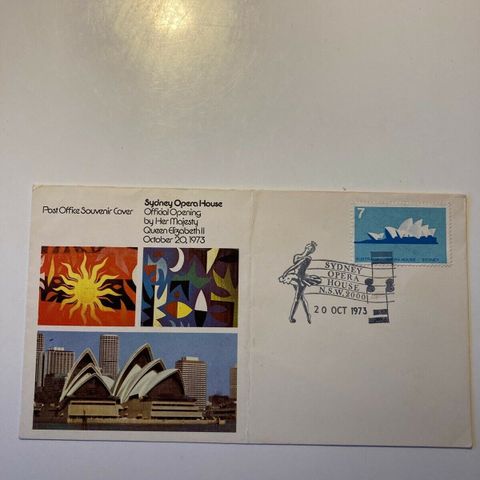 Post Office Souvenir Cover
Sydney Opera House
Official Opening
by Her Majesty
Queen Elizabeth II
October 20, 1973
7
SYDNEY
SYDNEY
OPERA
HOUSE
N.S.W. 2000
20 OCT 1973